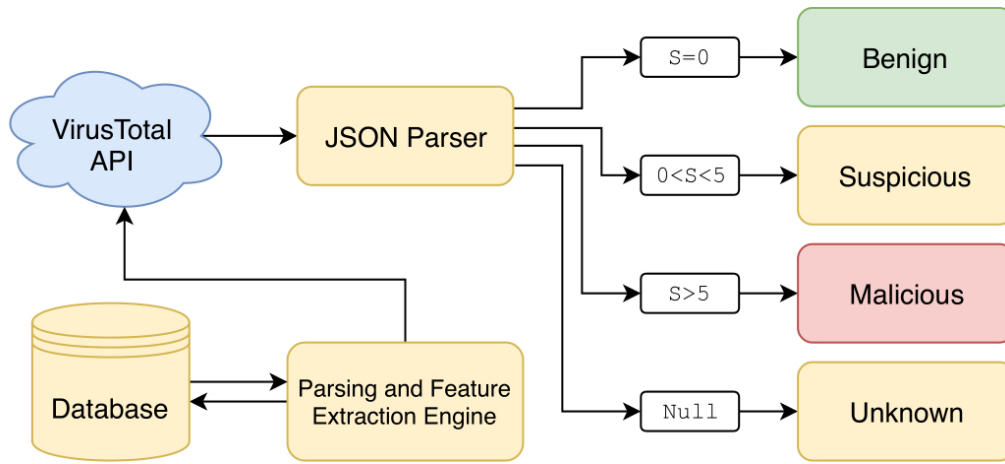 VirusTotal
API
JSON Parser
S=0
Benign
0<S<5
Suspicious
S>5
Malicious
Null
Unknown
Database
Parsing and Feature
Extraction Engine